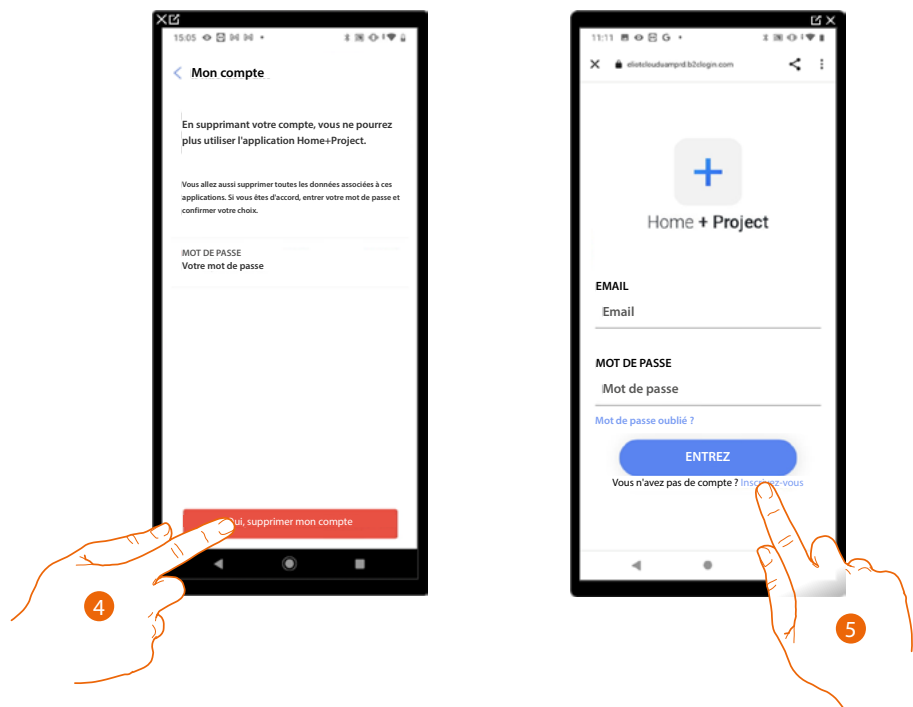 15:05
Mon compte
En supprimant votre compte, vous ne pourrez
plus utiliser l'application Home+Project.
Vous allez aussi supprimer toutes les données associées à ces
applications. Si vous êtes d'accord, entrer votre mot de passe et
confirmer votre choix.
MOT DE PASSE
Votre mot de passe
Oui, supprimer mon compte
4
11:11 G
eliotclouduamprd.b2clogin.com
Home + Project
EMAIL
Email
MOT DE PASSE
Mot de passe
Mot de passe oublié ?
ENTREZ
Vous n'avez pas de compte ? Inscrivez-vous
5